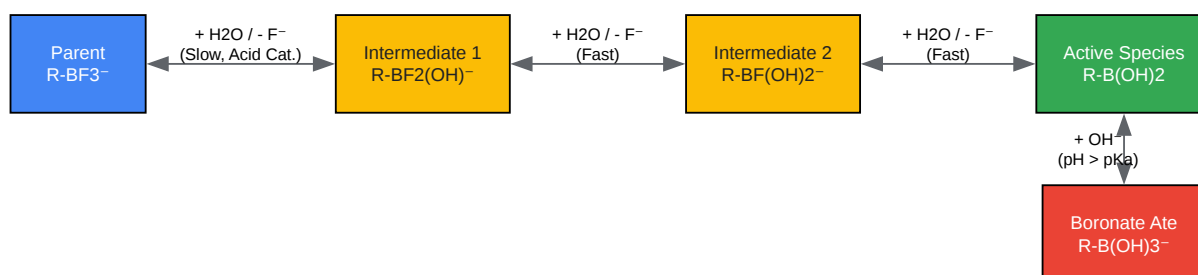 Parent
R-BF3⁻
+ H2O / - F⁻
(Slow, Acid Cat.)
Intermediate 1
R-BF2(OH)⁻
+ H2O / - F⁻
(Fast)
Intermediate 2
R-BF(OH)2⁻
+ H2O / - F⁻
(Fast)
Active Species
R-B(OH)2
+ OH⁻
(pH > pKa)
Boronate Ate
R-B(OH)3⁻